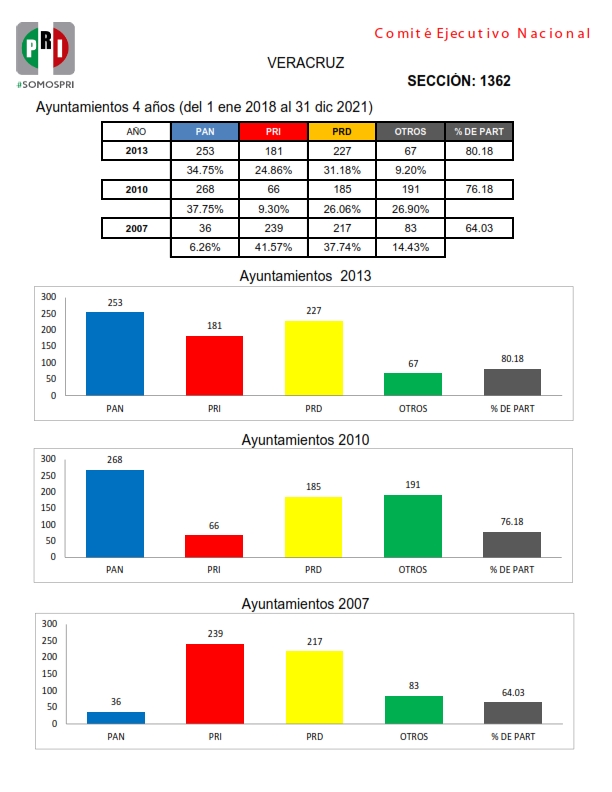 Comité Ejecutivo Nacional
PRI
#SOMOSPRI
VERACRUZ
SECCIÓN: 1362
Ayuntamientos 4 años (del 1 ene 2018 al 31 dic 2021)
AÑO PAN PRI PRD OTROS % DE PART
2013 253 181 227 67 80.18
34.75% 24.86% 31.18% 9.20%
2010 268 66 185 191 76.18
37.75% 9.30% 26.06% 26.90%
2007 36 239 217 83 64.03
6.26% 41.57% 37.74% 14.43%
Ayuntamientos 2013
300
250
200
150
100
50
0
253 181 227 67 80.18
PAN PRI PRD OTROS % DE PART
Ayuntamientos 2010
300
250
200
150
100
50
0
268 66 185 191 76.18
PAN PRI PRD OTROS % DE PART
Ayuntamientos 2007
300
250
200
150
100
50
0
36 239 217 83 64.03
PAN PRI PRD OTROS % DE PART